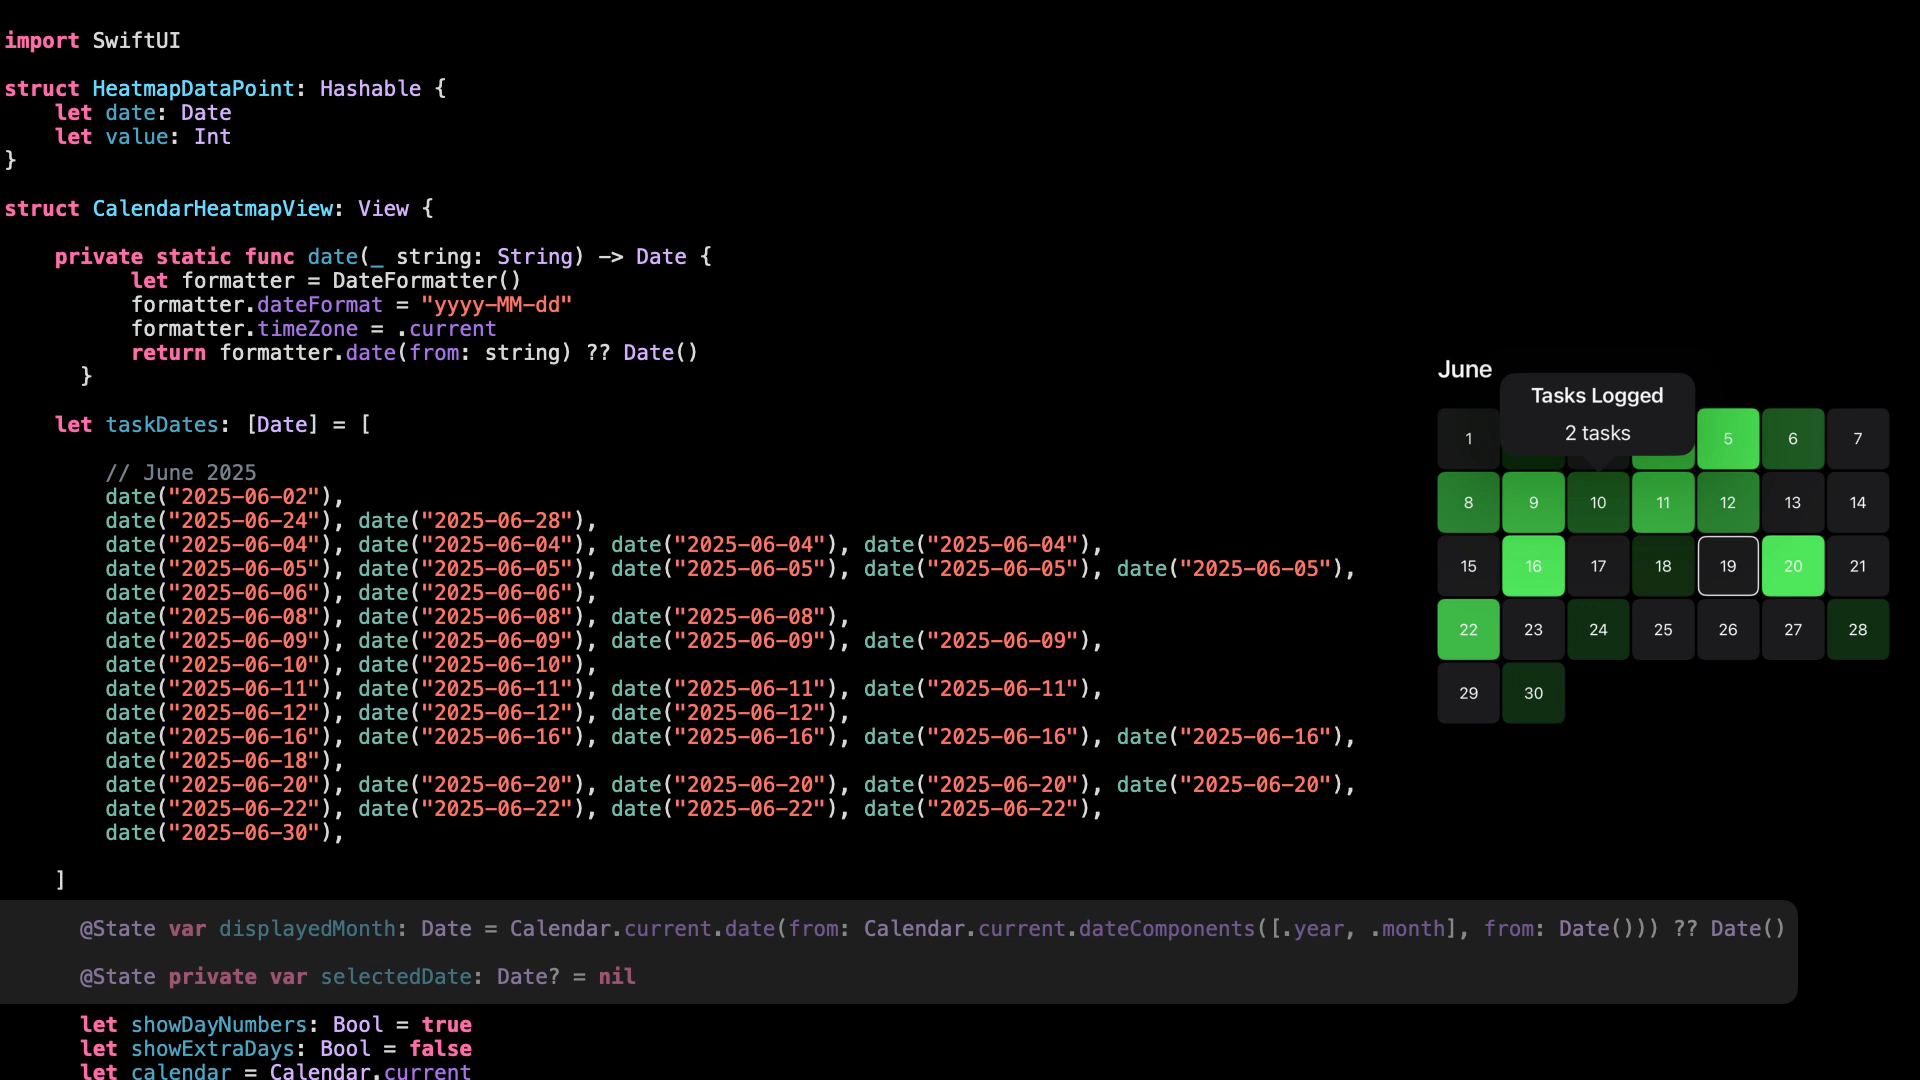 import SwiftUI
struct HeatmapDataPoint: Hashable {
let date: Date
let value: Int
}
struct CalendarHeatmapView: View {
private static func date(_ string: String) -> Date {
let formatter = DateFormatter()
formatter.dateFormat = "yyyy-MM-dd"
formatter.timeZone = .current
return formatter.date(from: string) ?? Date()
}
let taskDates: [Date] = [
// June 2025
date("2025-06-02"),
date("2025-06-24"), date("2025-06-28"),
date("2025-06-04"), date("2025-06-04"), date("2025-06-04"), date("2025-06-04"),
date("2025-06-05"), date("2025-06-05"), date("2025-06-05"), date("2025-06-05"), date("2025-06-05"),
date("2025-06-06"), date("2025-06-06"),
date("2025-06-08"), date("2025-06-08"), date("2025-06-08"),
date("2025-06-09"), date("2025-06-09"), date("2025-06-09"), date("2025-06-09"),
date("2025-06-10"), date("2025-06-10"),
date("2025-06-11"), date("2025-06-11"), date("2025-06-11"), date("2025-06-11"),
date("2025-06-12"), date("2025-06-12"), date("2025-06-12"),
date("2025-06-16"), date("2025-06-16"), date("2025-06-16"), date("2025-06-16"), date("2025-06-16"),
date("2025-06-18"),
date("2025-06-20"), date("2025-06-20"), date("2025-06-20"), date("2025-06-20"), date("2025-06-20"),
date("2025-06-22"), date("2025-06-22"), date("2025-06-22"), date("2025-06-22"),
date("2025-06-30"),
]
@State var displayedMonth: Date = Calendar.current.date(from: Calendar.current.dateComponents([.year, .month], from: Date())) ?? Date()
@State private var selectedDate: Date? = nil
let showDayNumbers: Bool = true
let showExtraDays: Bool = false
let calendar = Calendar.current
June
Tasks Logged
2 tasks
1 5 6 7
8 9 10 11 12 13 14
15 16 17 18 19 20 21
22 23 24 25 26 27 28
29 30